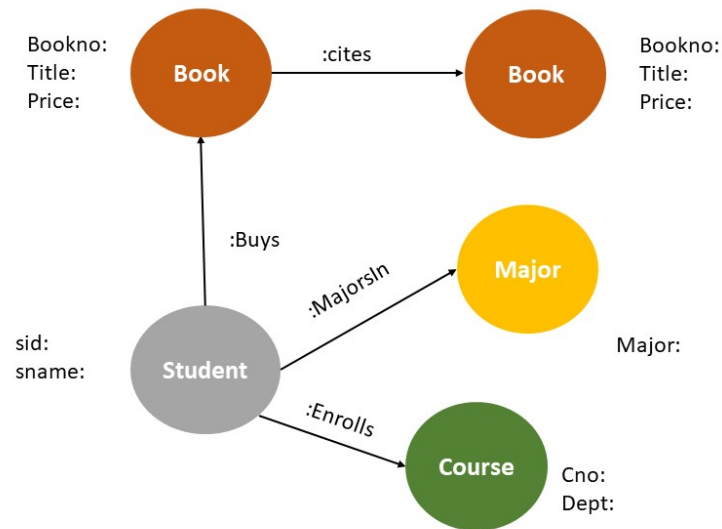 Bookno:
Title:
Price:
Book
:cites
Book
Bookno:
Title:
Price:
:Buys
:MajorsIn
Major
Major:
sid:
sname:
Student
:Enrolls
Course
Cno:
Dept: